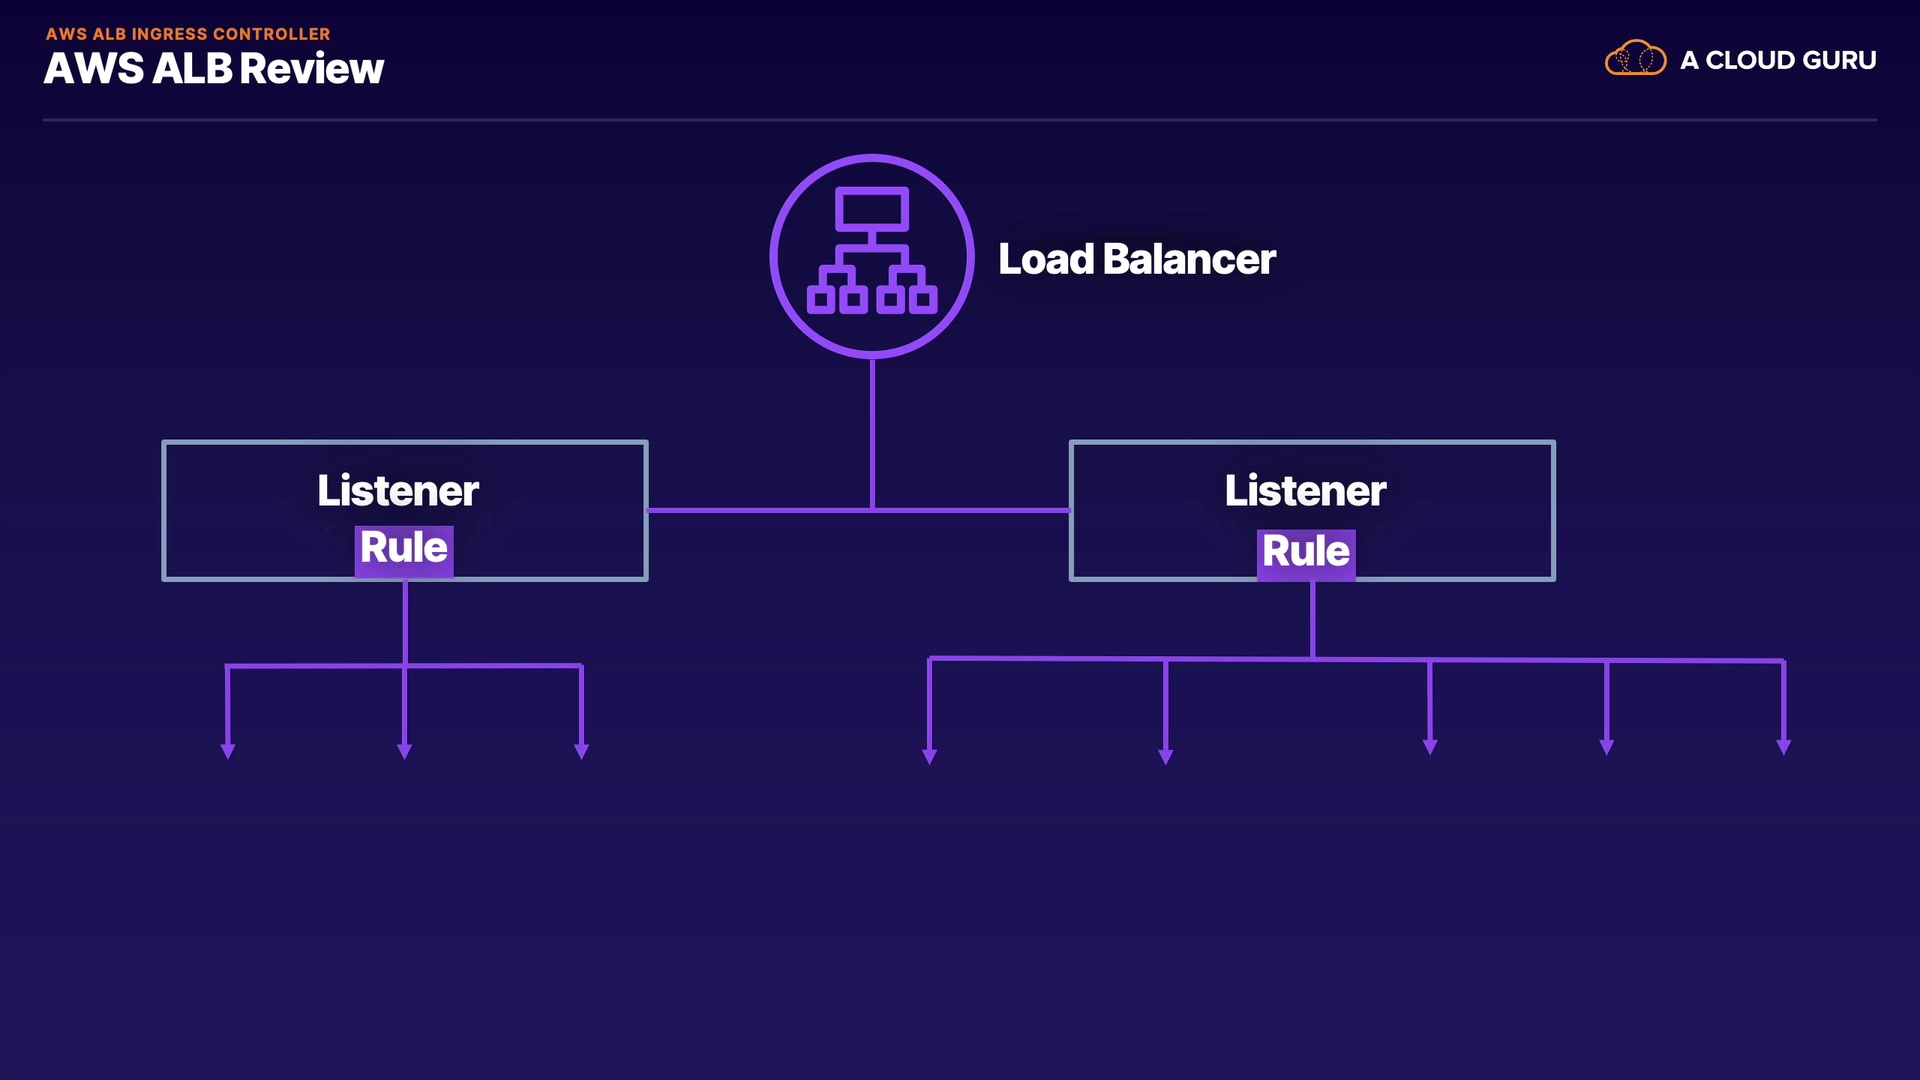 AWS ALB INGRESS CONTROLLER
AWS ALB Review
A CLOUD GURU
Load Balancer
Listener
Rule
Listener
Rule